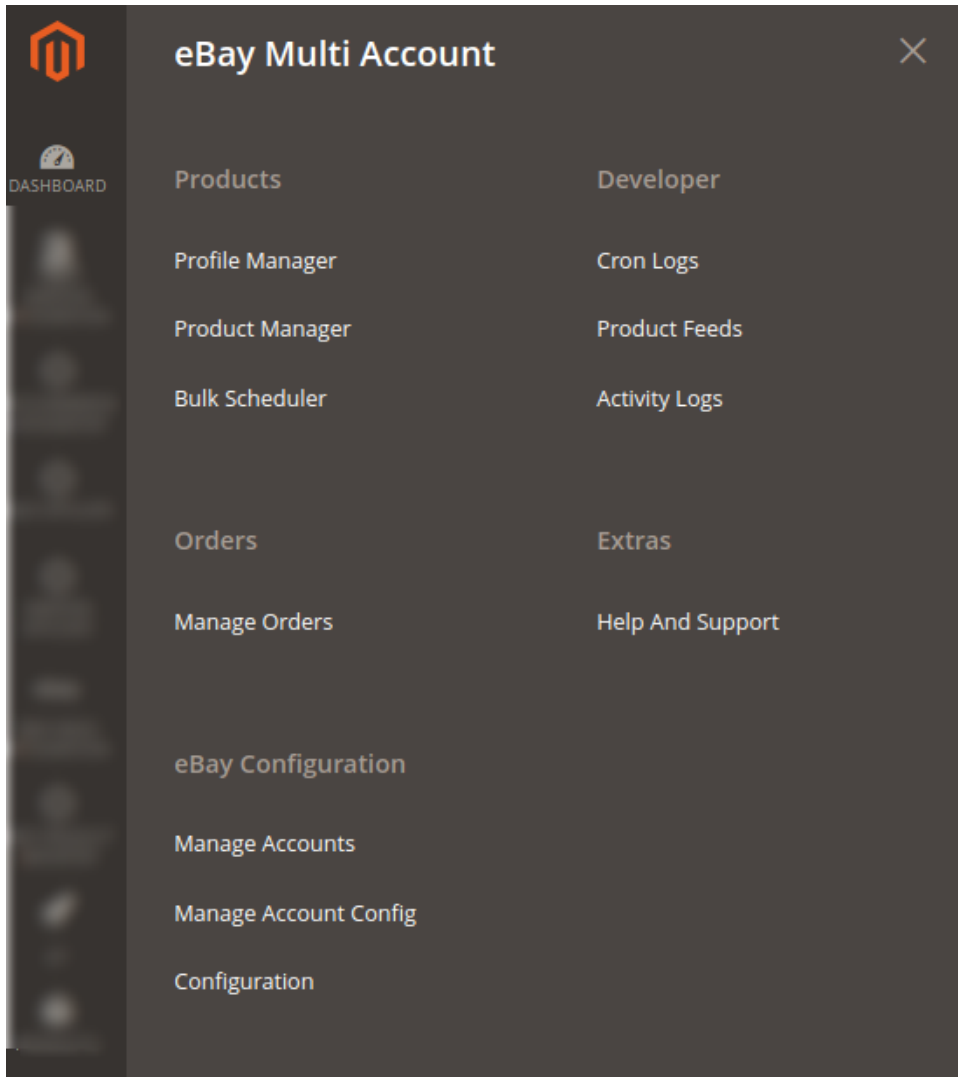 eBay Multi Account
DASHBOARD
Products
Profile Manager
Product Manager
Bulk Scheduler
Developer
Cron Logs
Product Feeds
Activity Logs
Orders
Manage Orders
Extras
Help And Support
eBay Configuration
Manage Accounts
Manage Account Config
Configuration